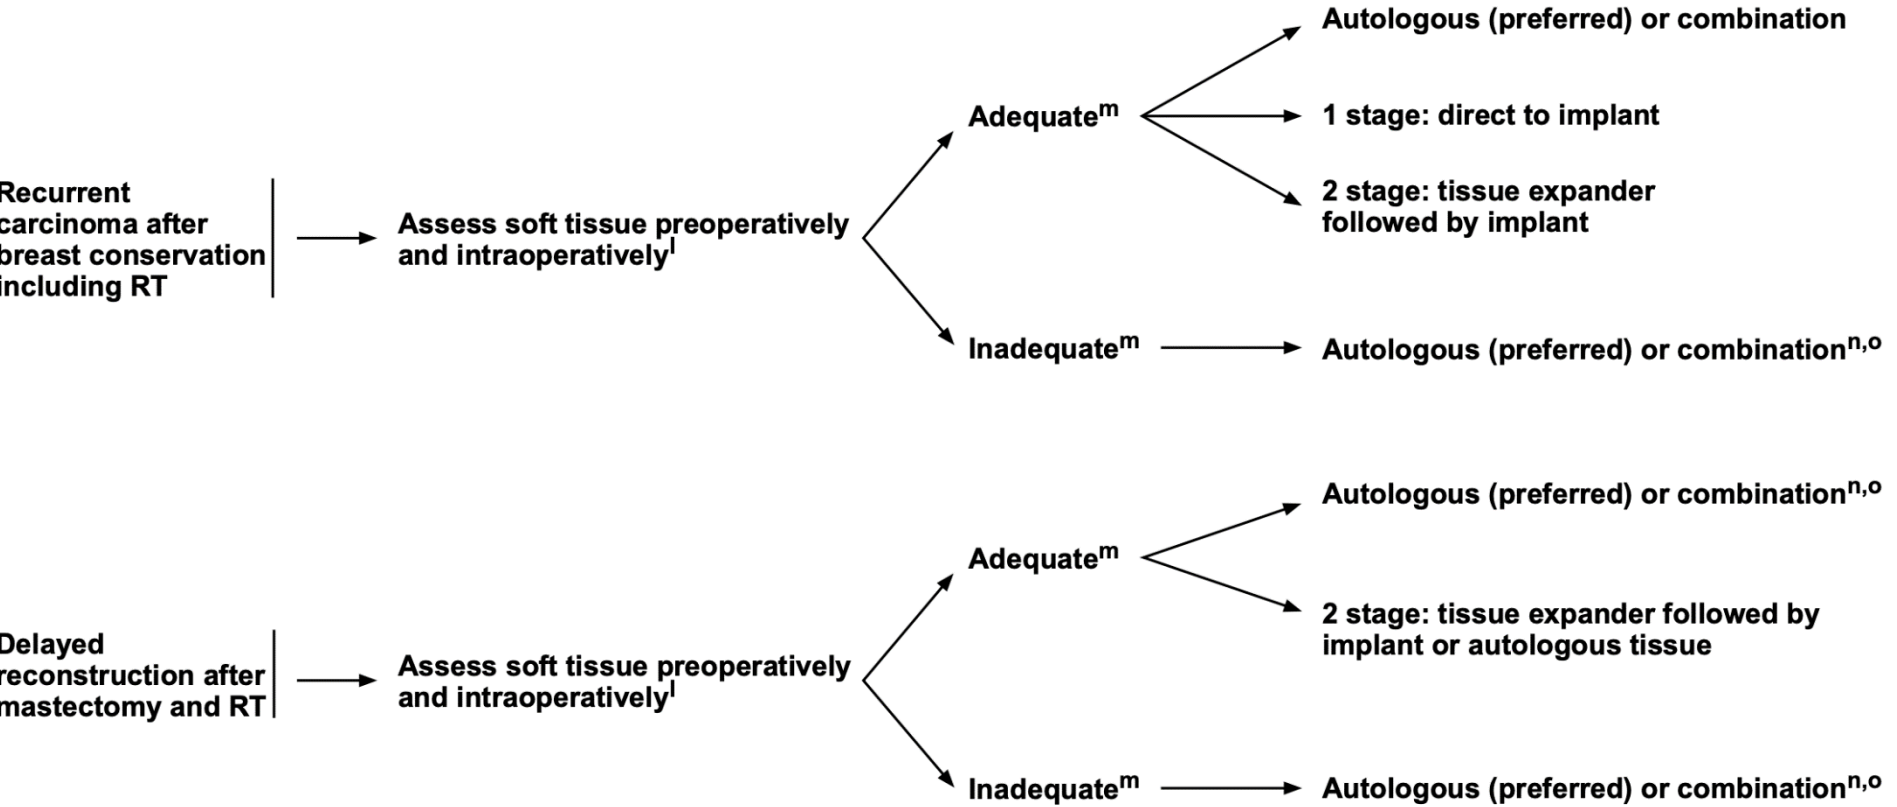 Recurrent
carcinoma after
breast conservation
including RT
Assess soft tissue preoperatively
and intraoperativelyˡ
Adequateᵐ
Autologous (preferred) or combination
1 stage: direct to implant
2 stage: tissue expander
followed by implant
Inadequateᵐ
Autologous (preferred) or combinationⁿ,ᵒ
Delayed
reconstruction after
mastectomy and RT
Assess soft tissue preoperatively
and intraoperativelyˡ
Adequateᵐ
Autologous (preferred) or combinationⁿ,ᵒ
2 stage: tissue expander followed by
implant or autologous tissue
Inadequateᵐ
Autologous (preferred) or combinationⁿ,ᵒ